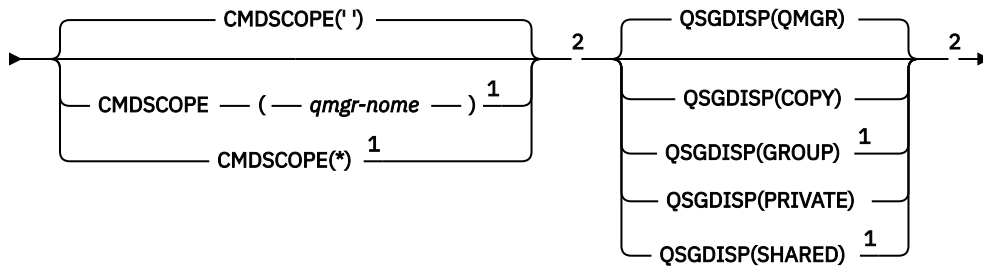 CMDSCOPE(' ')
2
CMDSCOPE ( qmgr-nome ) 1
CMDSCOPE(*) 1
QSGDISP(QMGR)
2
QSGDISP(COPY)
QSGDISP(GROUP) 1
QSGDISP(PRIVATE)
QSGDISP(SHARED) 1